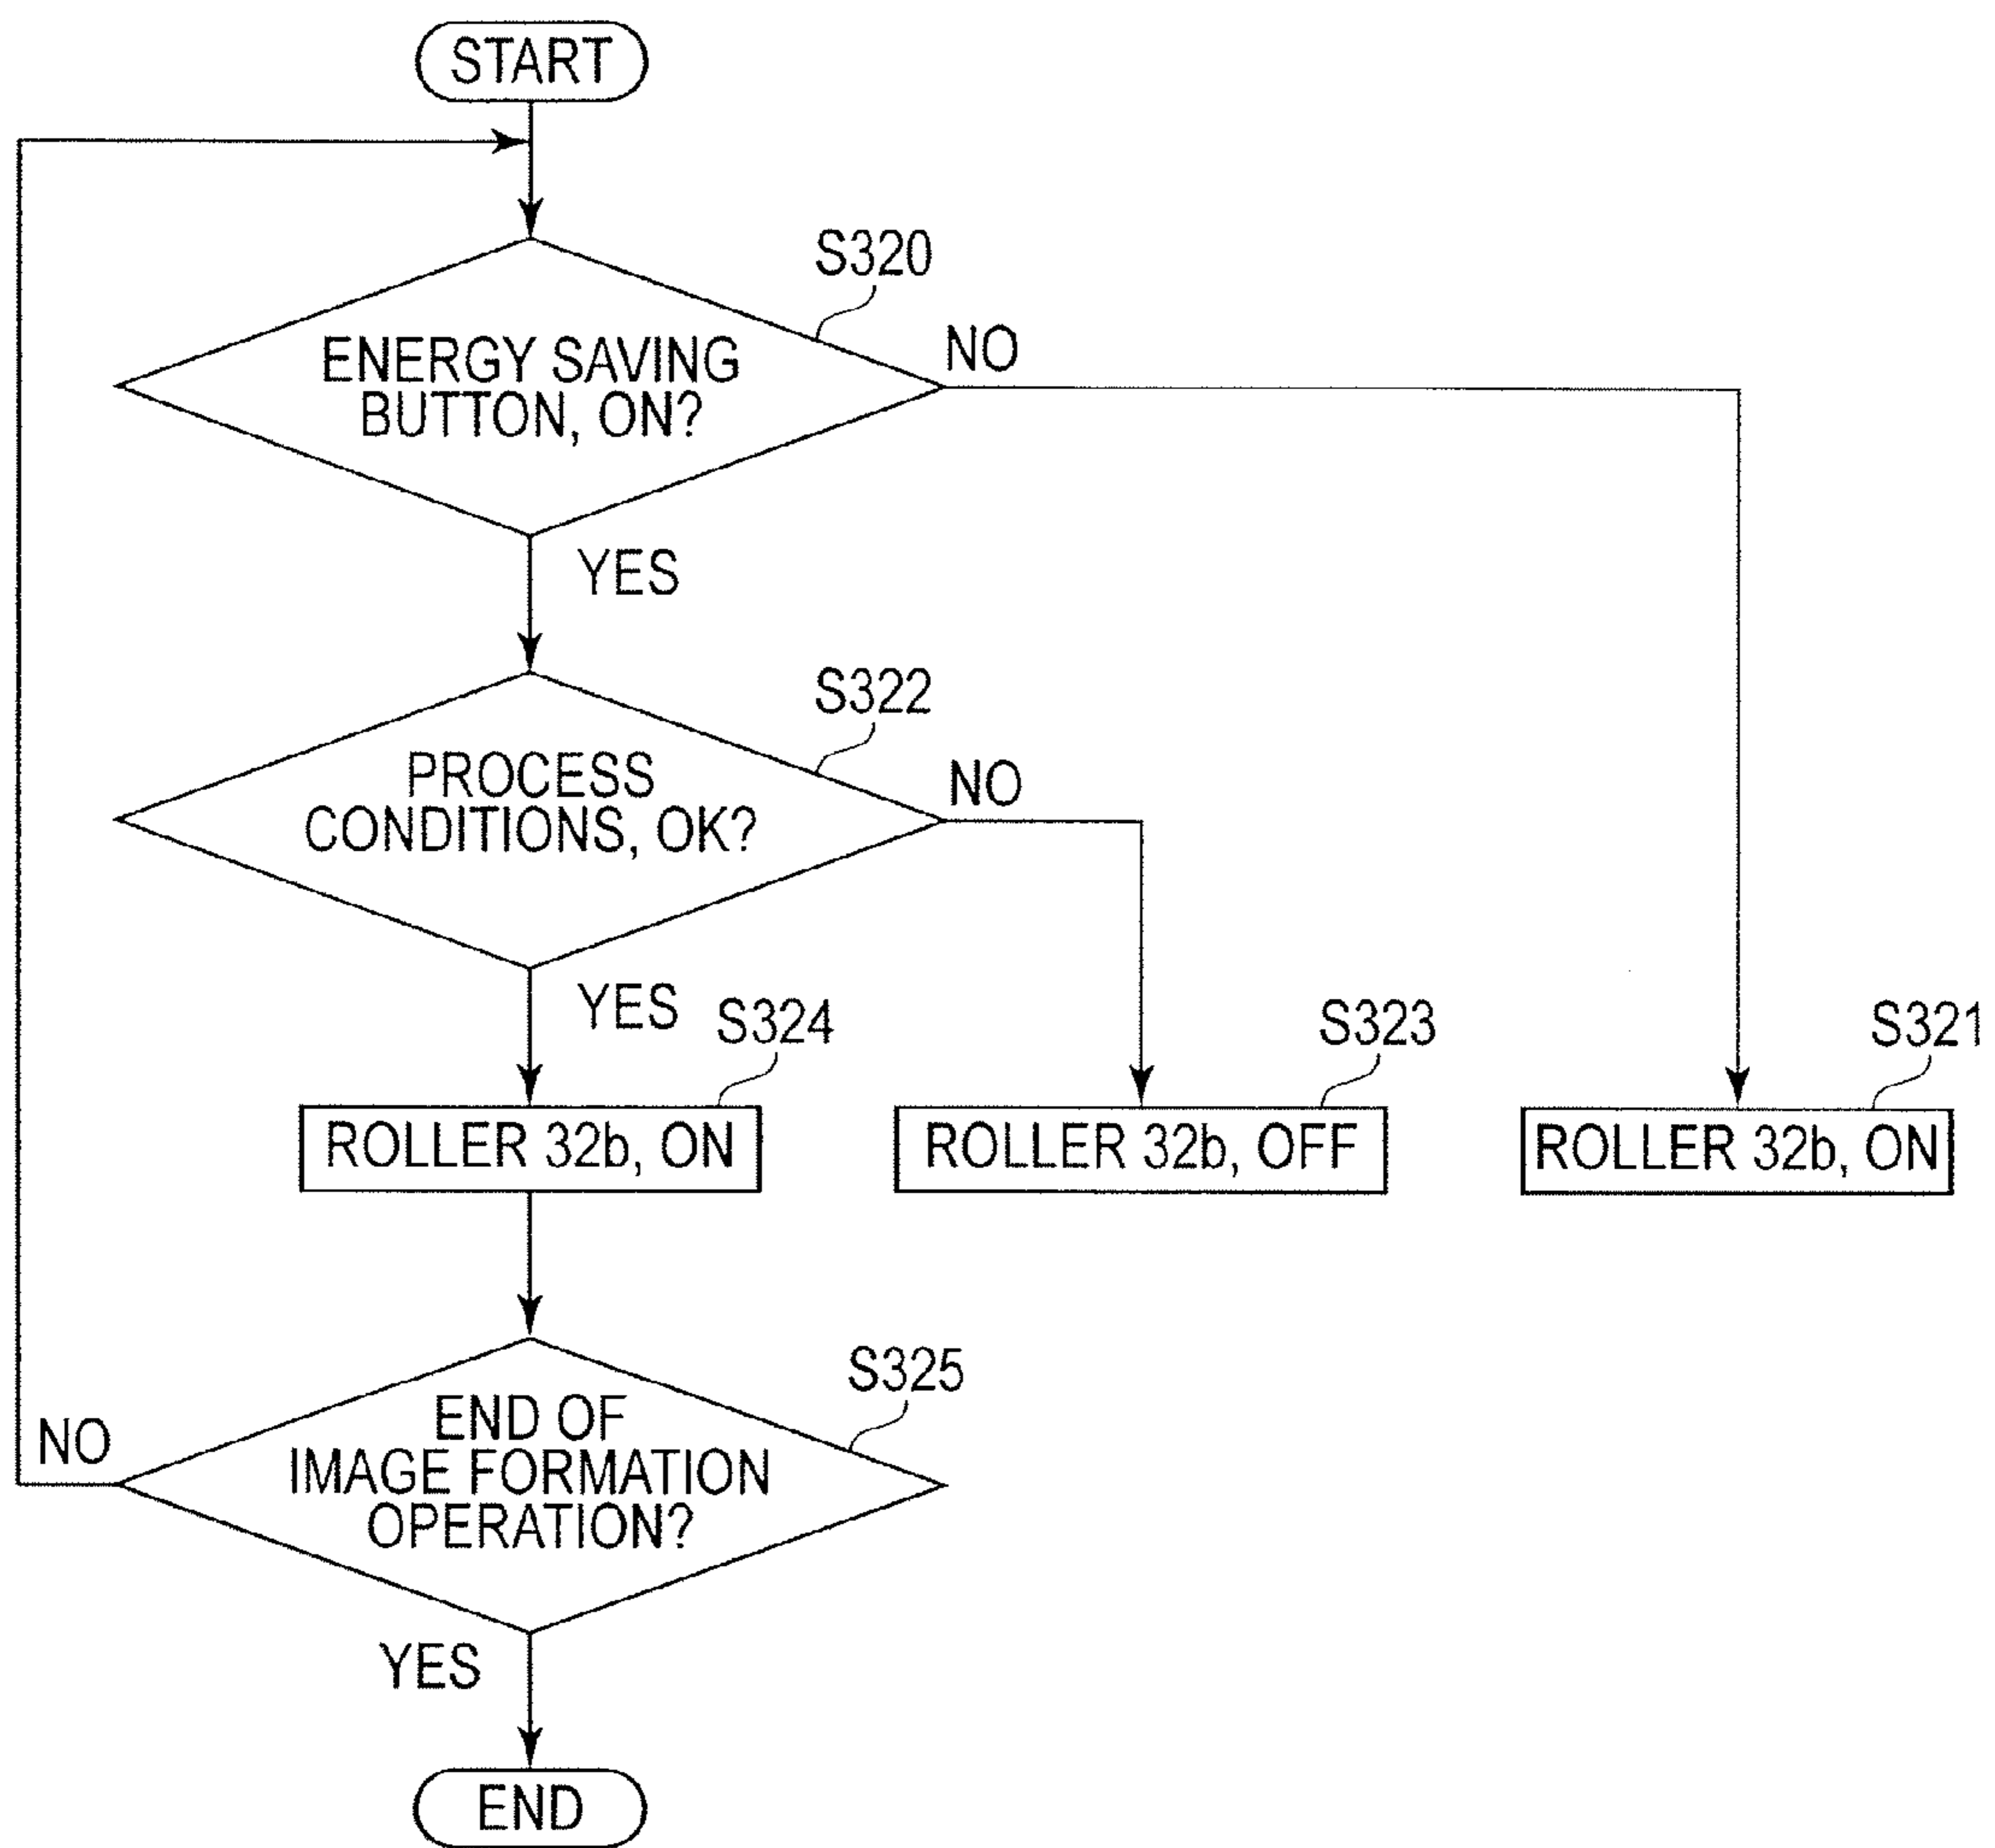 START
S320
ENERGY SAVING
BUTTON, ON?
NO
YES
S322
PROCESS
CONDITIONS, OK?
NO
YES
S324
S323
S321
ROLLER 32b, ON
ROLLER 32b, OFF
ROLLER 32b, ON
S325
END OF
IMAGE FORMATION
OPERATION?
NO
YES
END